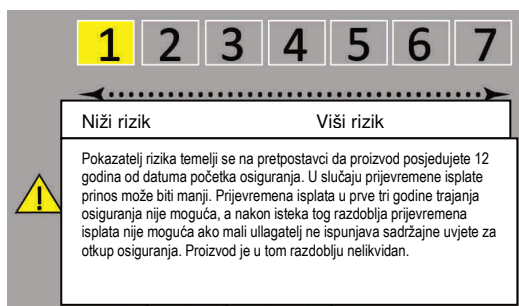 1 2 3 4 5 6 7
Niži rizik Viši rizik
Pokazatelj rizika temelji se na pretpostavci da proizvod posjedujete 12
godina od datuma početka osiguranja. U slučaju prijevremene isplate
prinos može biti manji. Prijevremena isplata u prve tri godine trajanja
osiguranja nije moguća, a nakon isteka tog razdoblja prijevremena
isplata nije moguća ako mali ullagatelj ne ispunjava sadržajne uvjete za
otkup osiguranja. Proizvod je u tom razdoblju nelikvidan.
!